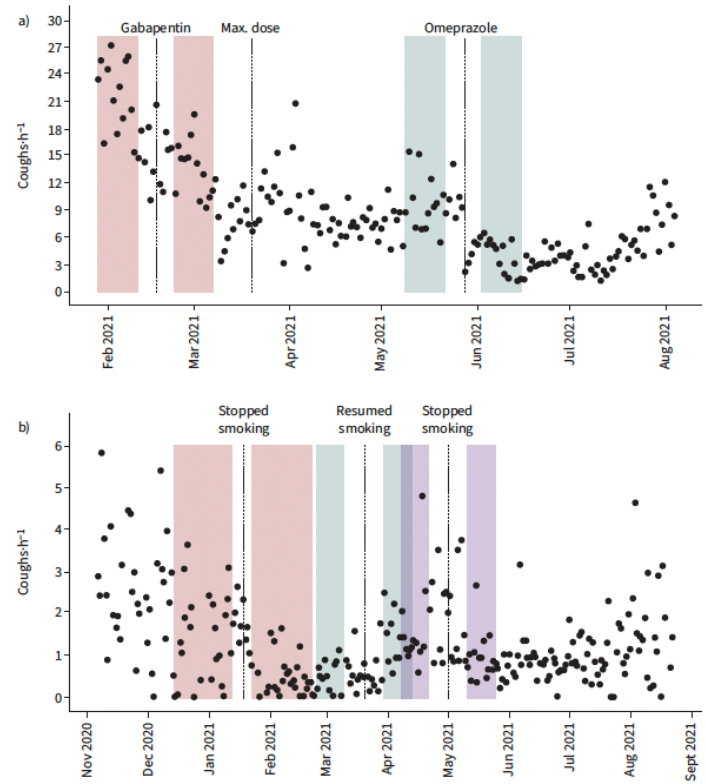 a)
Gabapentin Max. dose Omeprazole
30
27
24
21
18
15
12
9
6
3
0
Coughs·h⁻¹
Feb 2021
Mar 2021
Apr 2021
May 2021
Jun 2021
Jul 2021
Aug 2021
b)
Stopped smoking
Resumed smoking
Stopped smoking
6
5
4
3
2
1
0
Coughs·h⁻¹
Nov 2020
Dec 2020
Jan 2021
Feb 2021
Mar 2021
Apr 2021
May 2021
Jun 2021
Jul 2021
Aug 2021
Sept 2021